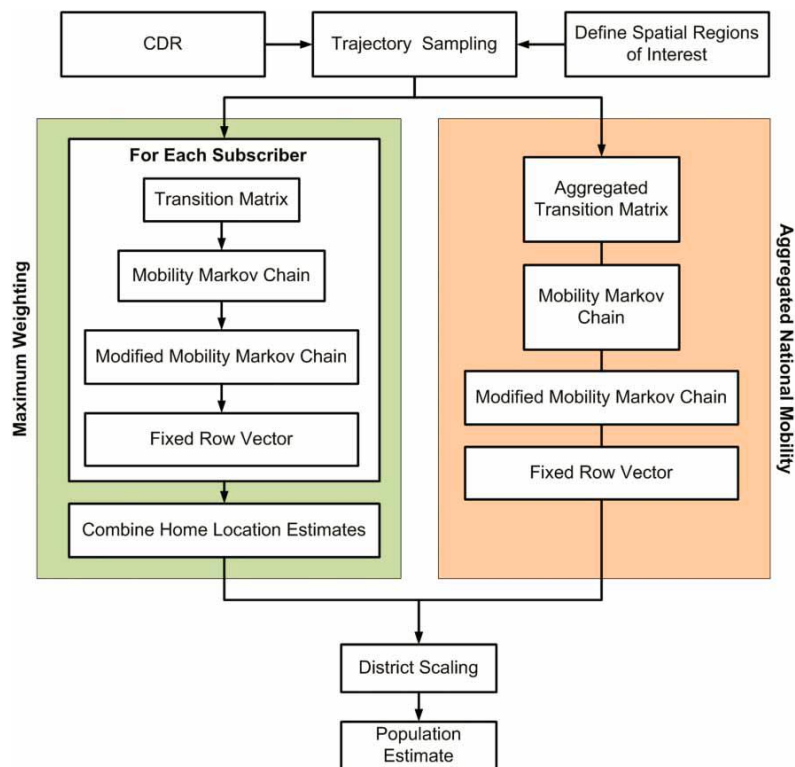 CDR
Trajectory Sampling
Define Spatial Regions
of Interest
Maximum Weighting
For Each Subscriber
Transition Matrix
Mobility Markov Chain
Modified Mobility Markov Chain
Fixed Row Vector
Combine Home Location Estimates
Aggregated
Transition Matrix
Mobility Markov
Chain
Modified Mobility Markov Chain
Fixed Row Vector
Aggregated National Mobility
District Scaling
Population
Estimate